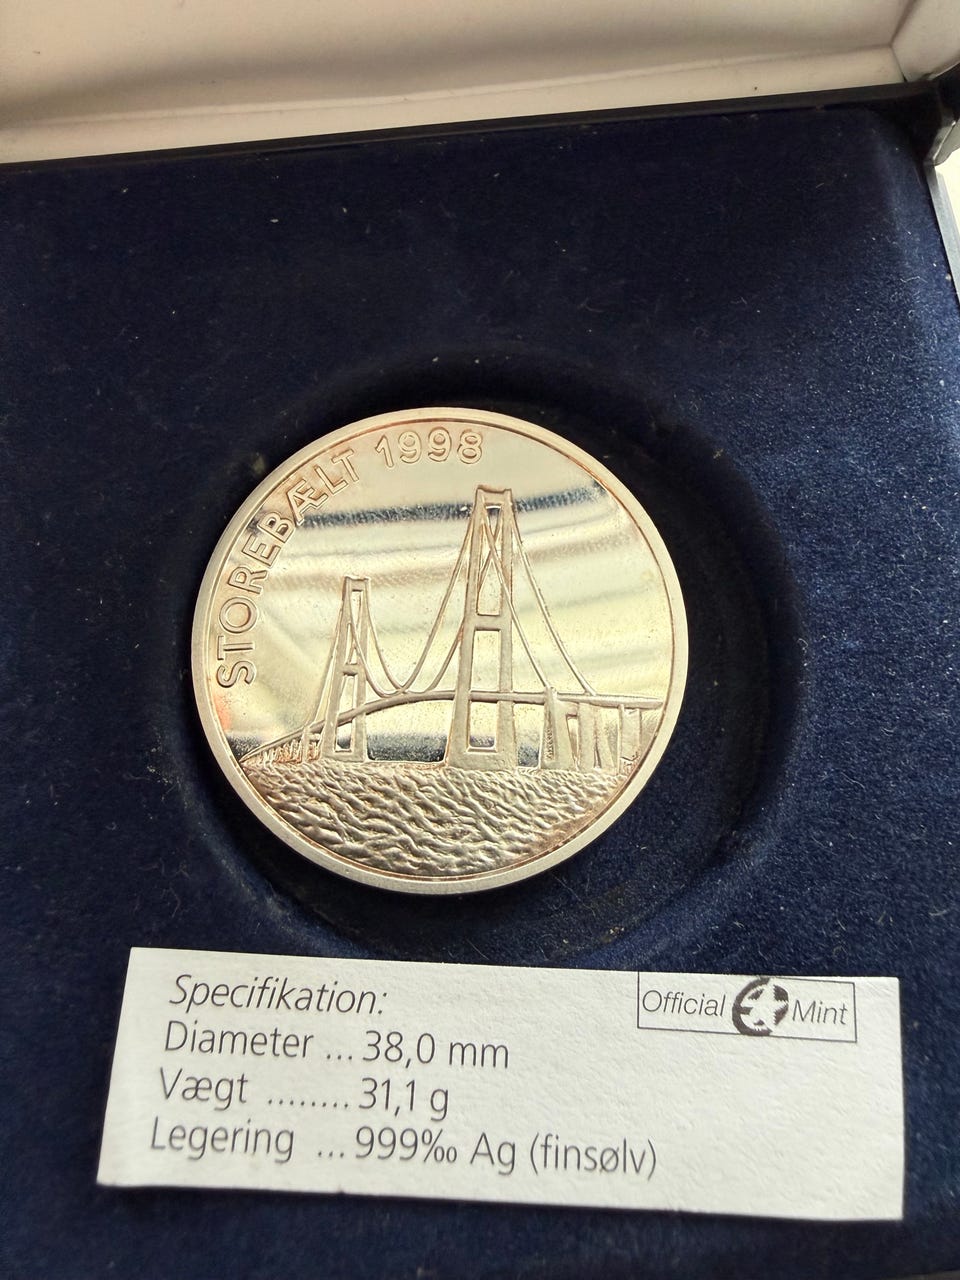 STOREBÆLT 1998
Specifikation:
Official Mint
Diameter ... 38,0 mm
Vægt ........ 31,1 g
Legering ... 999‰ Ag (finsølv)